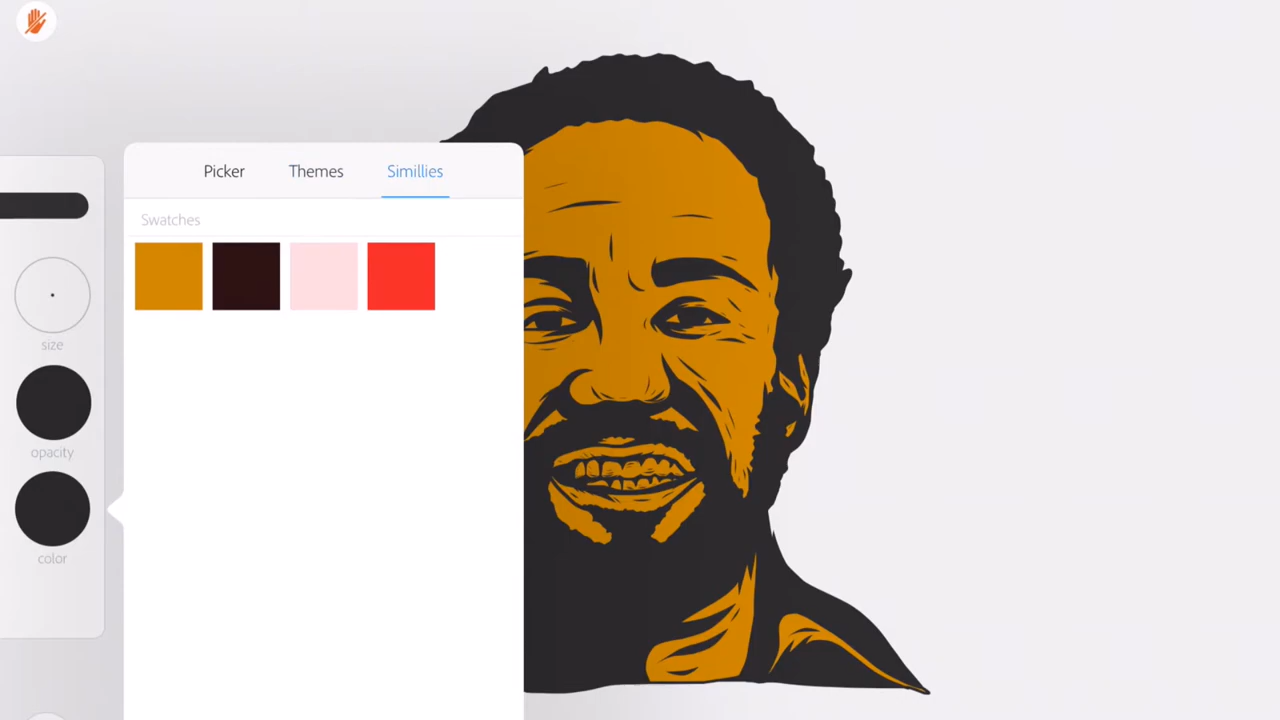 Picker Themes Simillies
Swatches
size
opacity
color